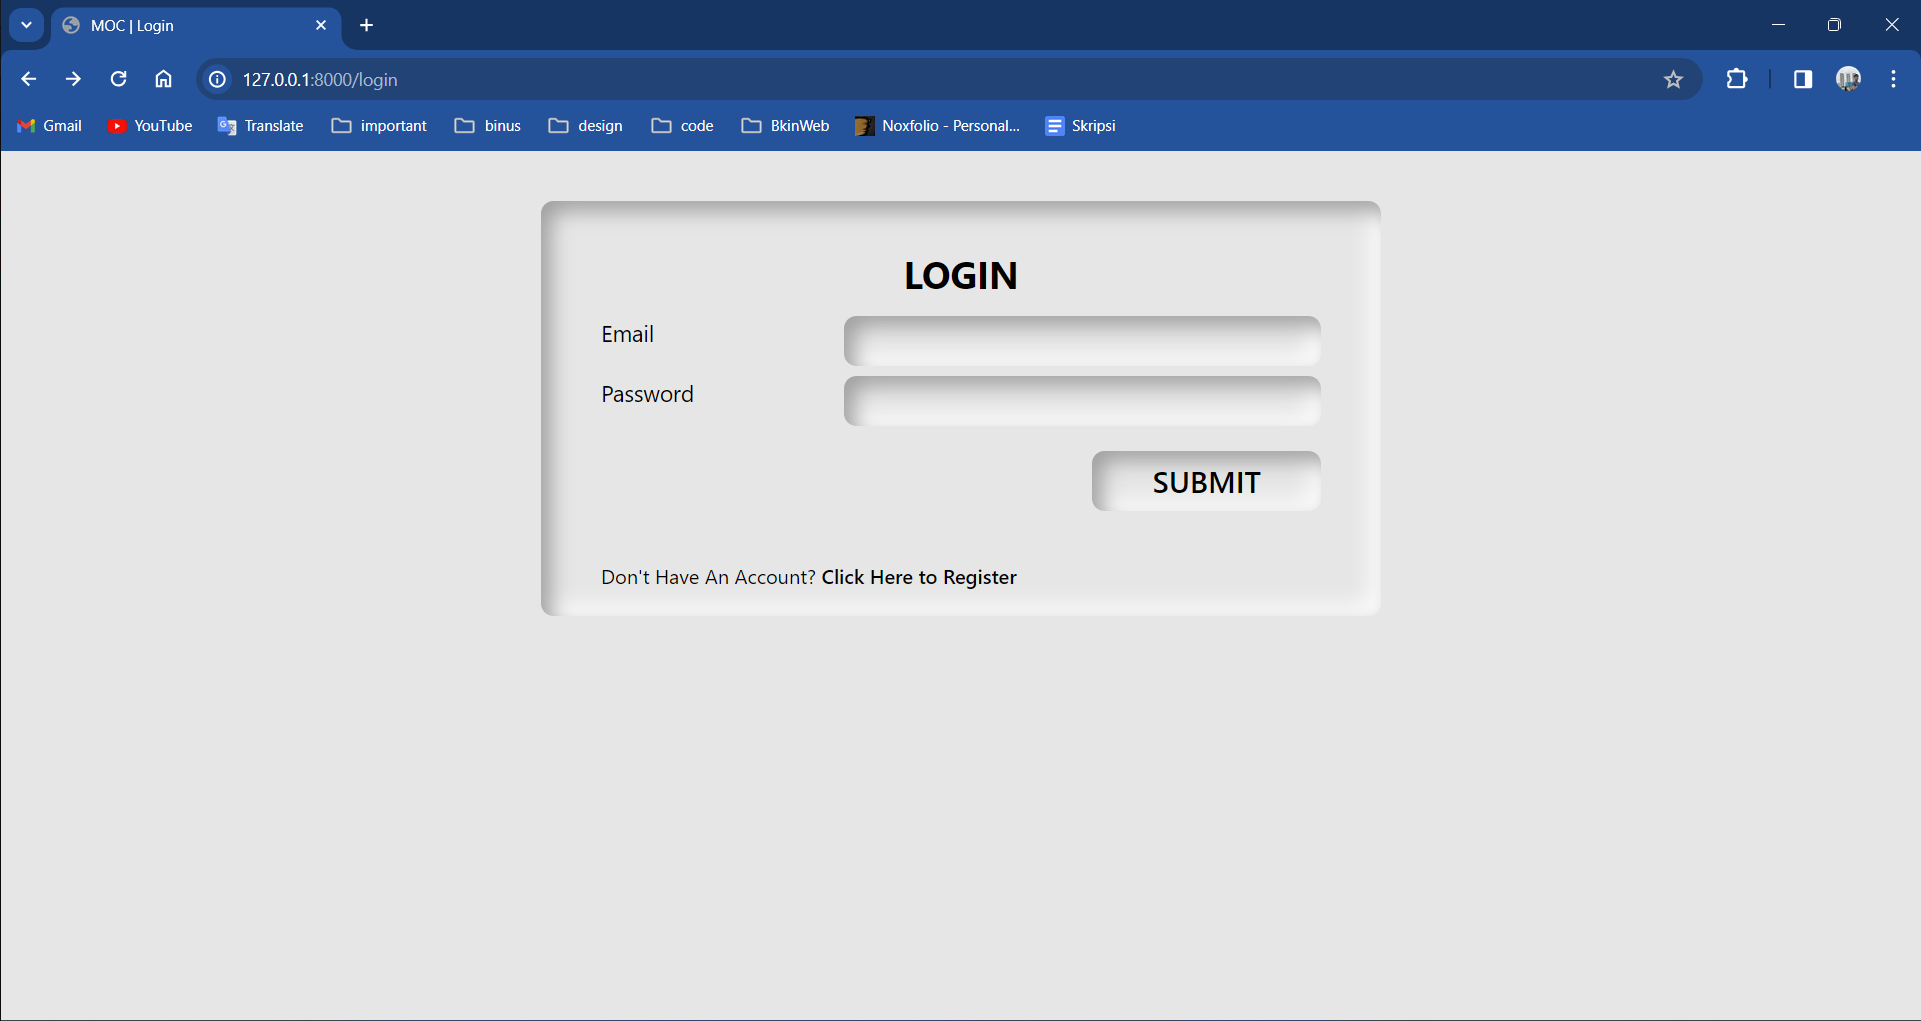 MOC | Login
127.0.0.1:8000/login
Gmail YouTube Translate important binus design code BkinWeb Noxfolio - Personal... Skripsi
LOGIN
Email
Password
SUBMIT
Don't Have An Account? Click Here to Register